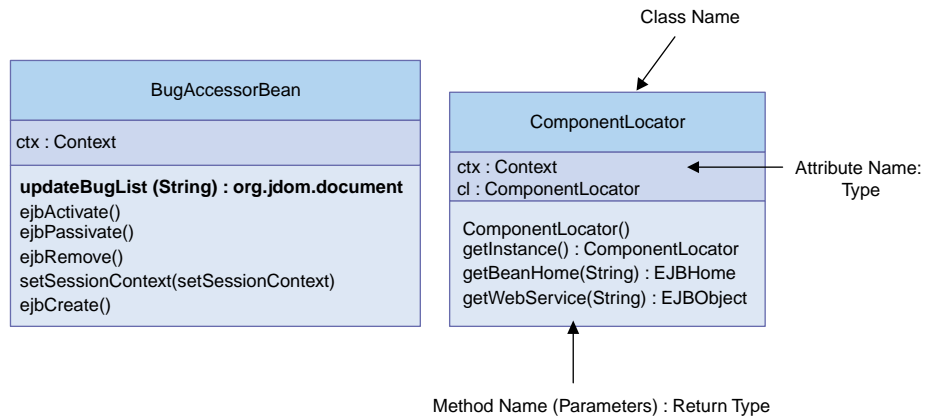 Class Name
BugAccessorBean
ctx : Context
updateBugList (String) : org.jdom.document
ejbActivate()
ejbPassivate()
ejbRemove()
setSessionContext(setSessionContext)
ejbCreate()
ComponentLocator
ctx : Context
cl : ComponentLocator
ComponentLocator()
getInstance() : ComponentLocator
getBeanHome(String) : EJBHome
getWebService(String) : EJBObject
Attribute Name:
Type
Method Name (Parameters) : Return Type